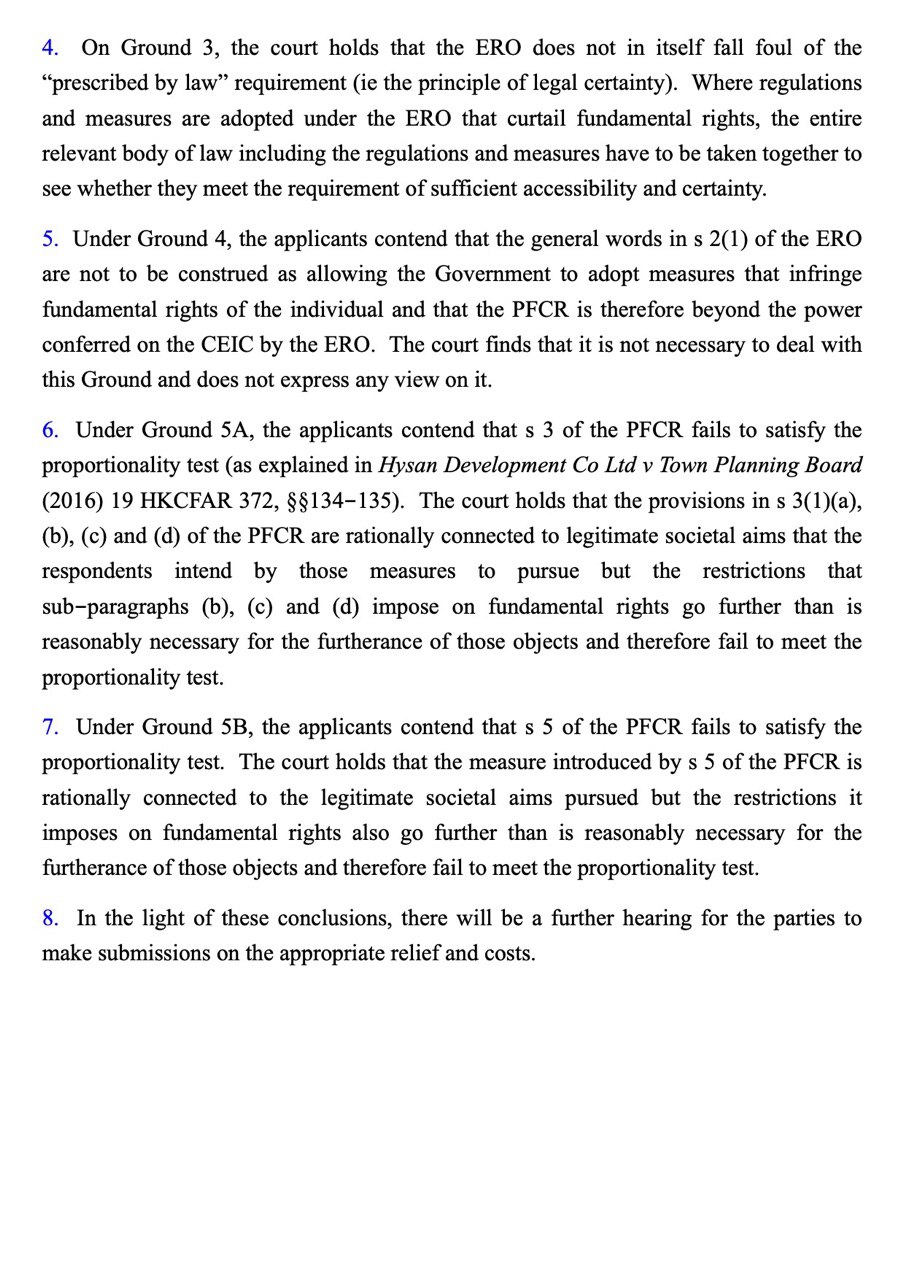 4. On Ground 3, the court holds that the ERO does not in itself fall foul of the
“prescribed by law” requirement (ie the principle of legal certainty). Where regulations
and measures are adopted under the ERO that curtail fundamental rights, the entire
relevant body of law including the regulations and measures have to be taken together to
see whether they meet the requirement of sufficient accessibility and certainty.
5. Under Ground 4, the applicants contend that the general words in s 2(1) of the ERO
are not to be construed as allowing the Government to adopt measures that infringe
fundamental rights of the individual and that the PFCR is therefore beyond the power
conferred on the CEIC by the ERO. The court finds that it is not necessary to deal with
this Ground and does not express any view on it.
6. Under Ground 5A, the applicants contend that s 3 of the PFCR fails to satisfy the
proportionality test (as explained in Hysan Development Co Ltd v Town Planning Board
(2016) 19 HKCFAR 372, §§134−135). The court holds that the provisions in s 3(1)(a),
(b), (c) and (d) of the PFCR are rationally connected to legitimate societal aims that the
respondents intend by those measures to pursue but the restrictions that
sub−paragraphs (b), (c) and (d) impose on fundamental rights go further than is
reasonably necessary for the furtherance of those objects and therefore fail to meet the
proportionality test.
7. Under Ground 5B, the applicants contend that s 5 of the PFCR fails to satisfy the
proportionality test. The court holds that the measure introduced by s 5 of the PFCR is
rationally connected to the legitimate societal aims pursued but the restrictions it
imposes on fundamental rights also go further than is reasonably necessary for the
furtherance of those objects and therefore fail to meet the proportionality test.
8. In the light of these conclusions, there will be a further hearing for the parties to
make submissions on the appropriate relief and costs.